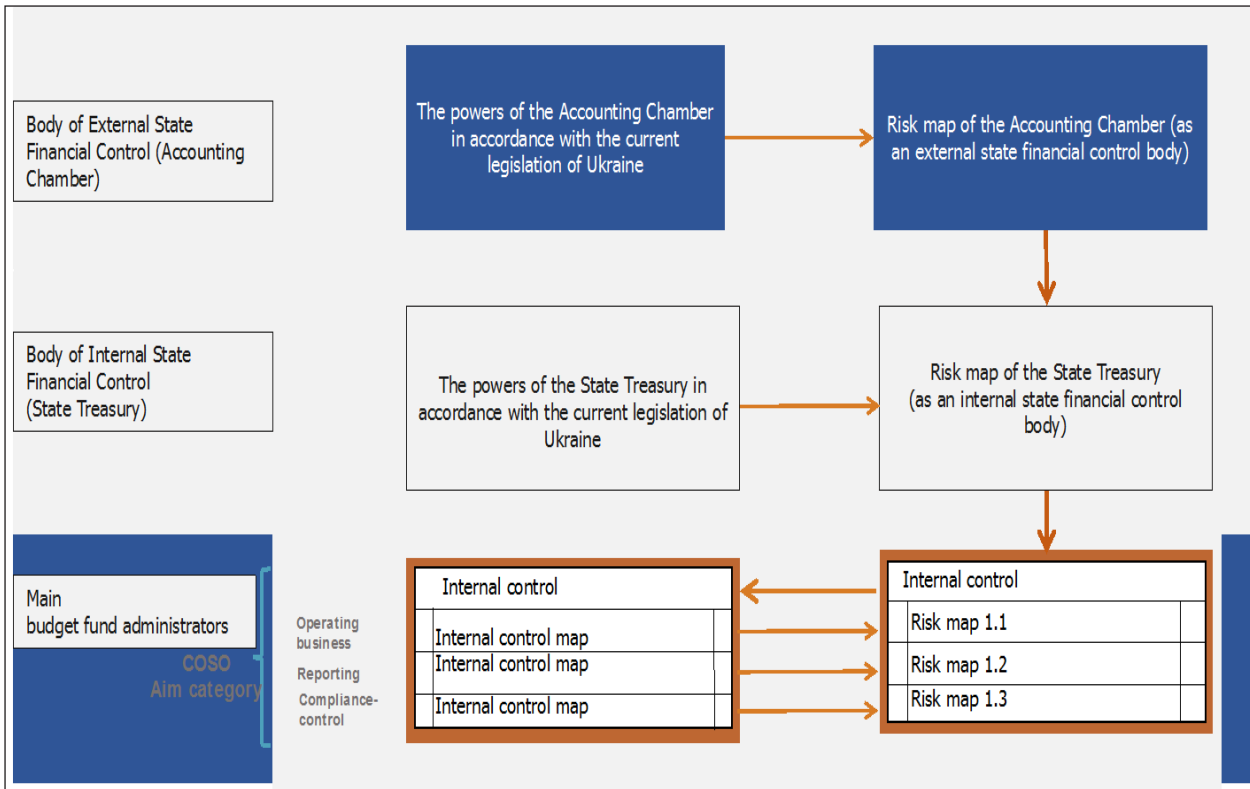 Body of External State
Financial Control (Accounting
Chamber)
The powers of the Accounting Chamber
in accordance with the current
legislation of Ukraine
Risk map of the Accounting Chamber (as
an external state financial control body)
Body of Internal State
Financial Control
(State Treasury)
The powers of the State Treasury in
accordance with the current legislation of
Ukraine
Risk map of the State Treasury
(as an internal state financial control
body)
Main
budget fund administrators
COSO
Aim category
Operating
business
Reporting
Compliance-
control
Internal control
Internal control map
Internal control map
Internal control map
Internal control
Risk map 1.1
Risk map 1.2
Risk map 1.3